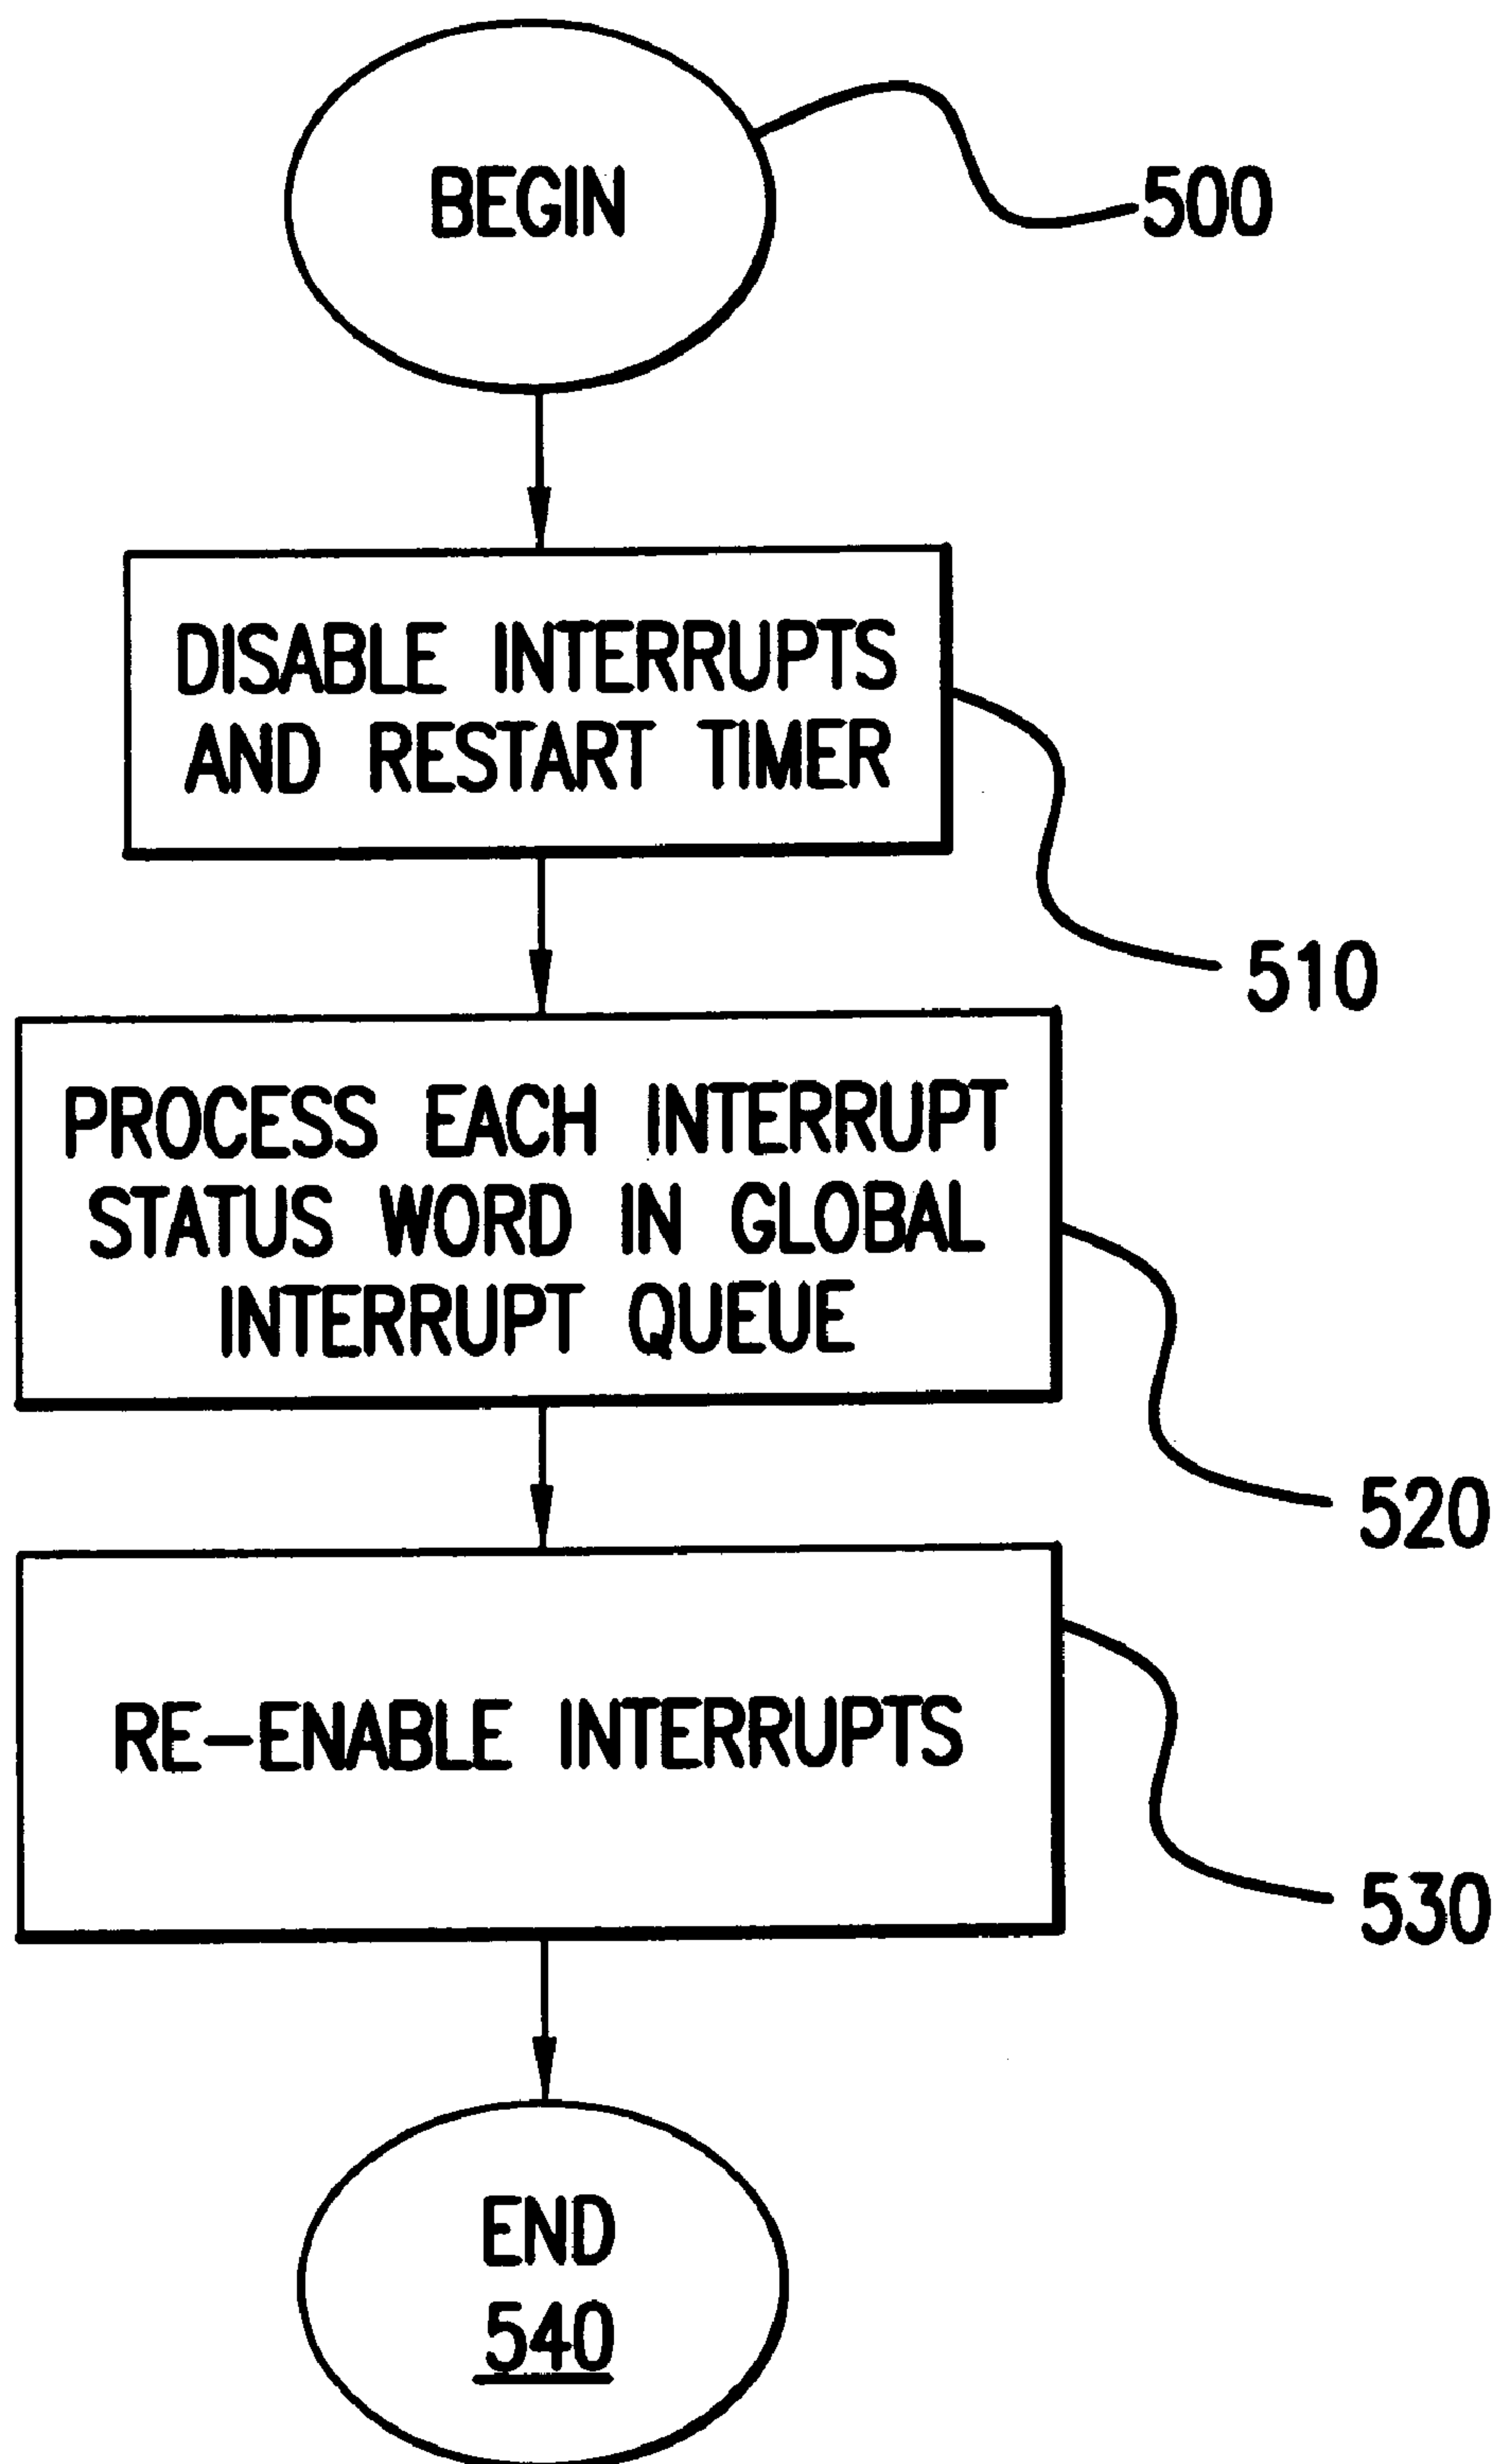 BEGIN
500
DISABLE INTERRUPTS
AND RESTART TIMER
510
PROCESS EACH INTERRUPT
STATUS WORD IN GLOBAL
INTERRUPT QUEUE
520
RE-ENABLE INTERRUPTS
530
END
540